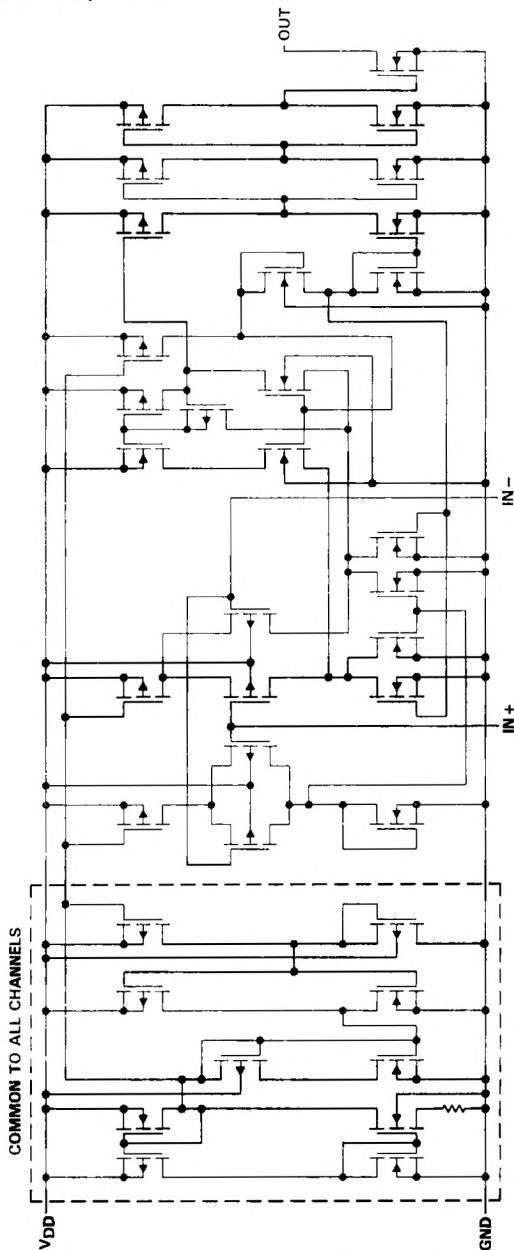 COMMON TO ALL CHANNELS
VDD
GND
IN+
IN−
OUT